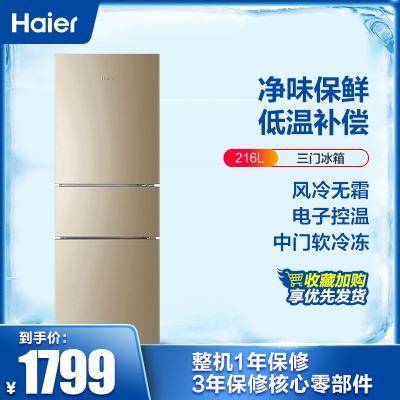 Haier
净味保鲜
低温补偿
216L 三门冰箱
风冷无霜
电子控温
中门软冷冻
收藏加购
享优先发货
到手价:
¥1799
整机1年保修
3年保修核心零部件